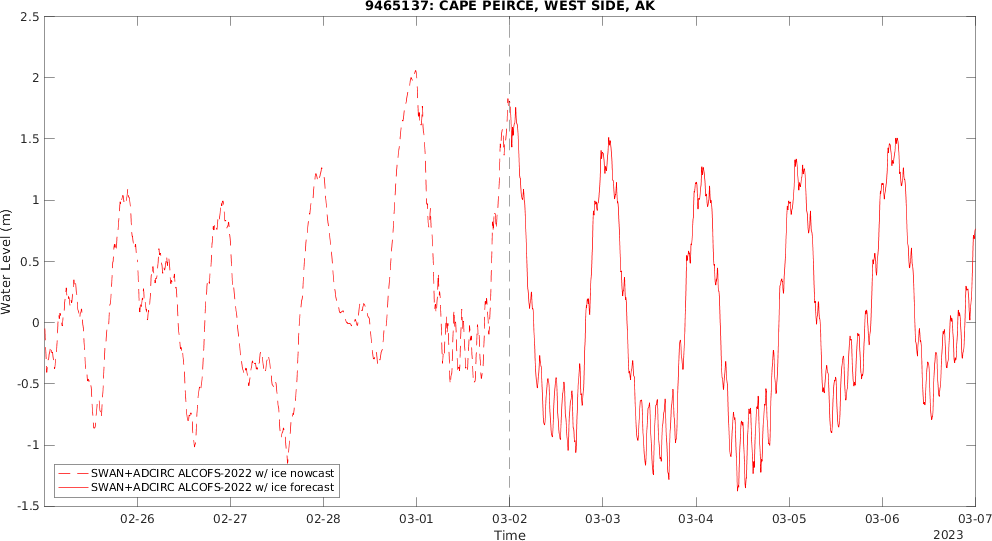 9465137: CAPE PEIRCE, WEST SIDE, AK
2.5
2
1.5
1
0.5
0
-0.5
-1
-1.5
Water Level (m)
SWAN+ADCIRC ALCOFS-2022 w/ ice nowcast
SWAN+ADCIRC ALCOFS-2022 w/ ice forecast
02-26 02-27 02-28 03-01 03-02 03-03 03-04 03-05 03-06 03-07
Time
2023